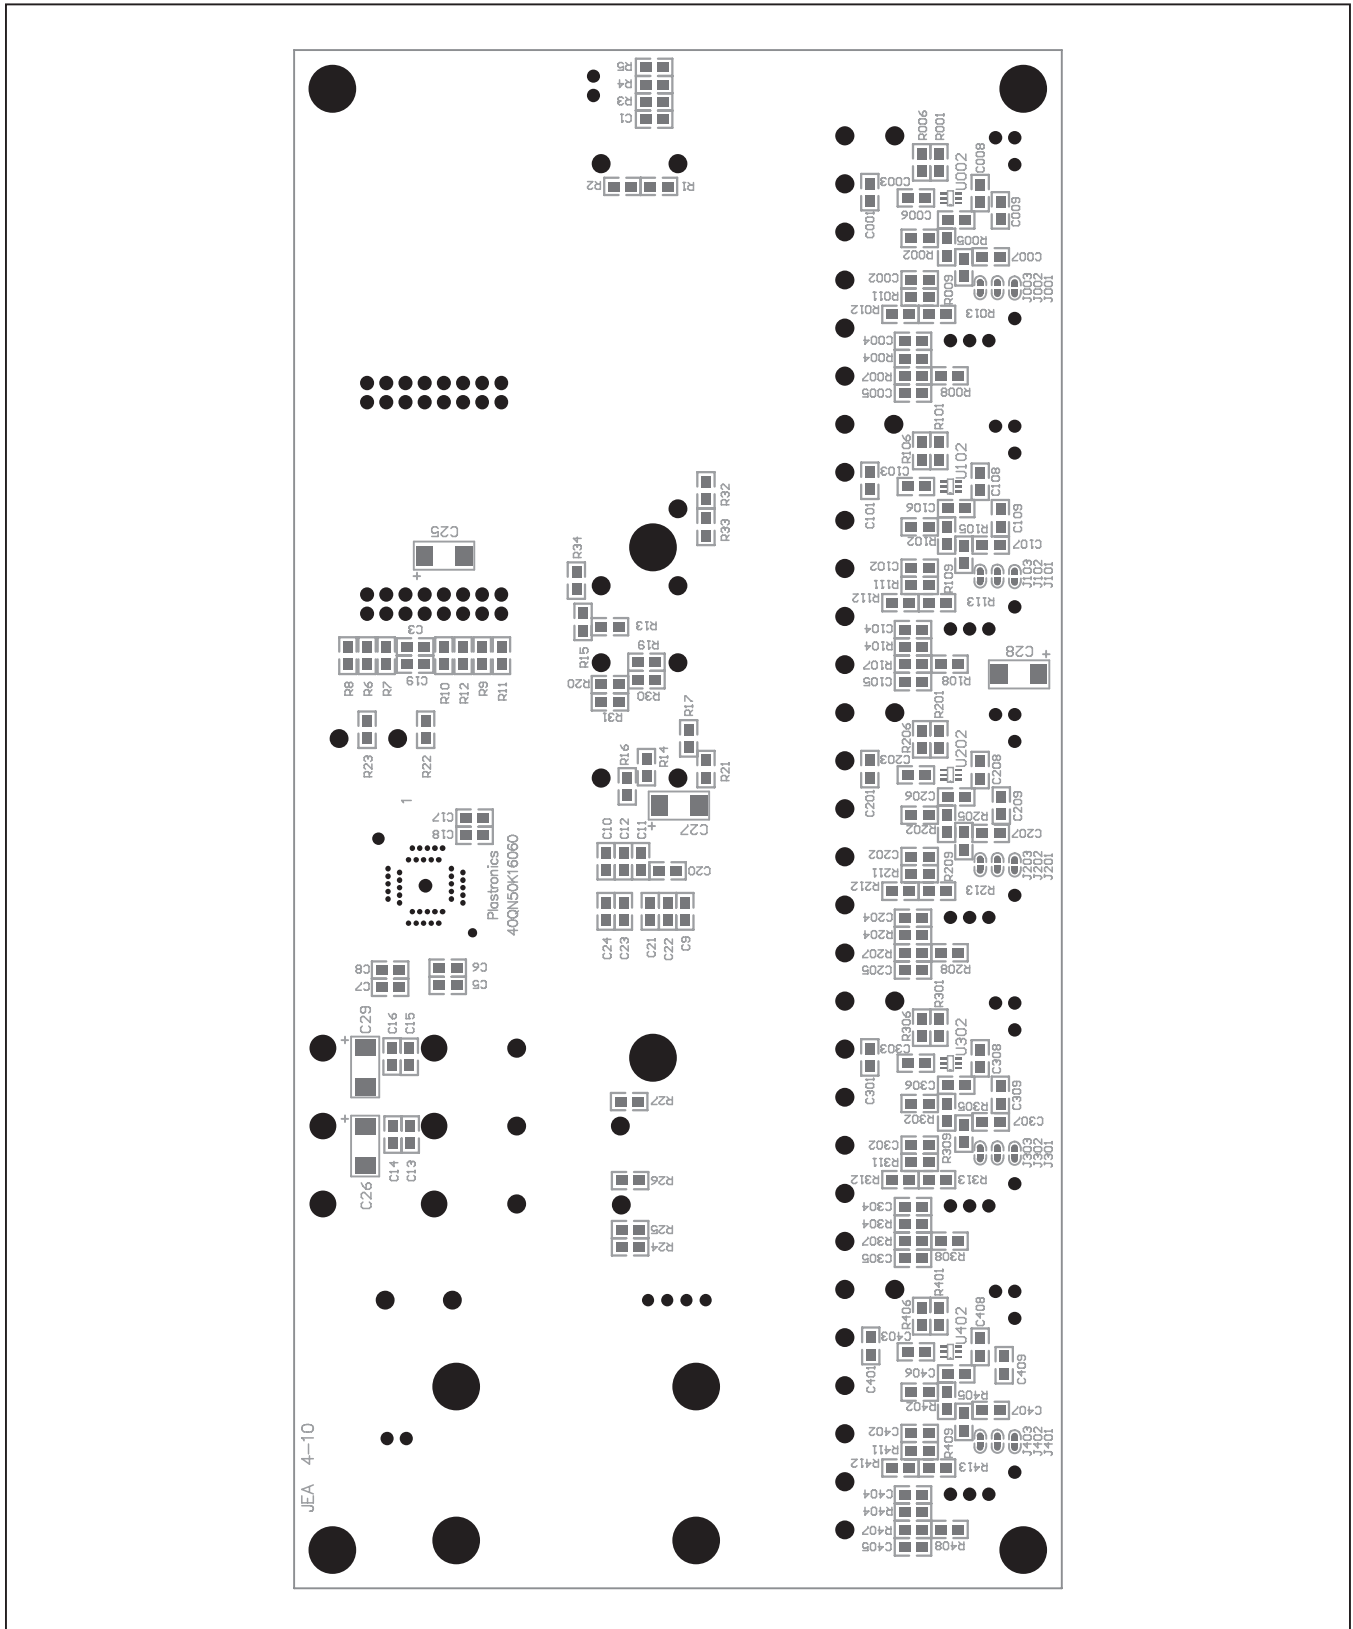 R5
R4
R3
C1
R2
R1
R006
R001
C003
U002
C008
C001
C006
C009
R002
R005
C007
C002
R011
R009
R012
R013
J003
J002
J001
C004
R004
R007
C005
R008
R106
R101
C103
U102
C108
C101
C106
C109
R102
R105
C107
C102
R111
R109
R112
R113
J103
J102
J101
C104
R104
R107
C105
R108
C28
+
R32
R33
C25
+
R34
C3
C19
R8
R6
R7
R10
R12
R9
R11
R13
R15
R19
R20
R30
R31
R17
R23
R22
R16
R14
R21
C27
+
1
C17
C18
Plastronics
40QN50K16060
C10
C12
C11
C20
C24
C23
C21
C22
C9
R206
R201
C203
U202
C208
C201
C206
C209
R202
R205
C207
C202
R211
R209
R212
R213
J203
J202
J201
C204
R204
R207
C205
R208
C8
C7
C6
C5
C29
+
C16
C15
C26
+
C14
C13
R27
R26
R25
R24
R306
R301
C303
U302
C308
C301
C306
C309
R302
R305
C307
C302
R311
R309
R312
R313
J303
J302
J301
C304
R304
R307
C305
R308
R406
R401
C403
U402
C408
C401
C406
C409
R402
R405
C407
C402
R411
R409
R412
R413
J403
J402
J401
C404
R404
R407
C405
R408
JEA 4-10